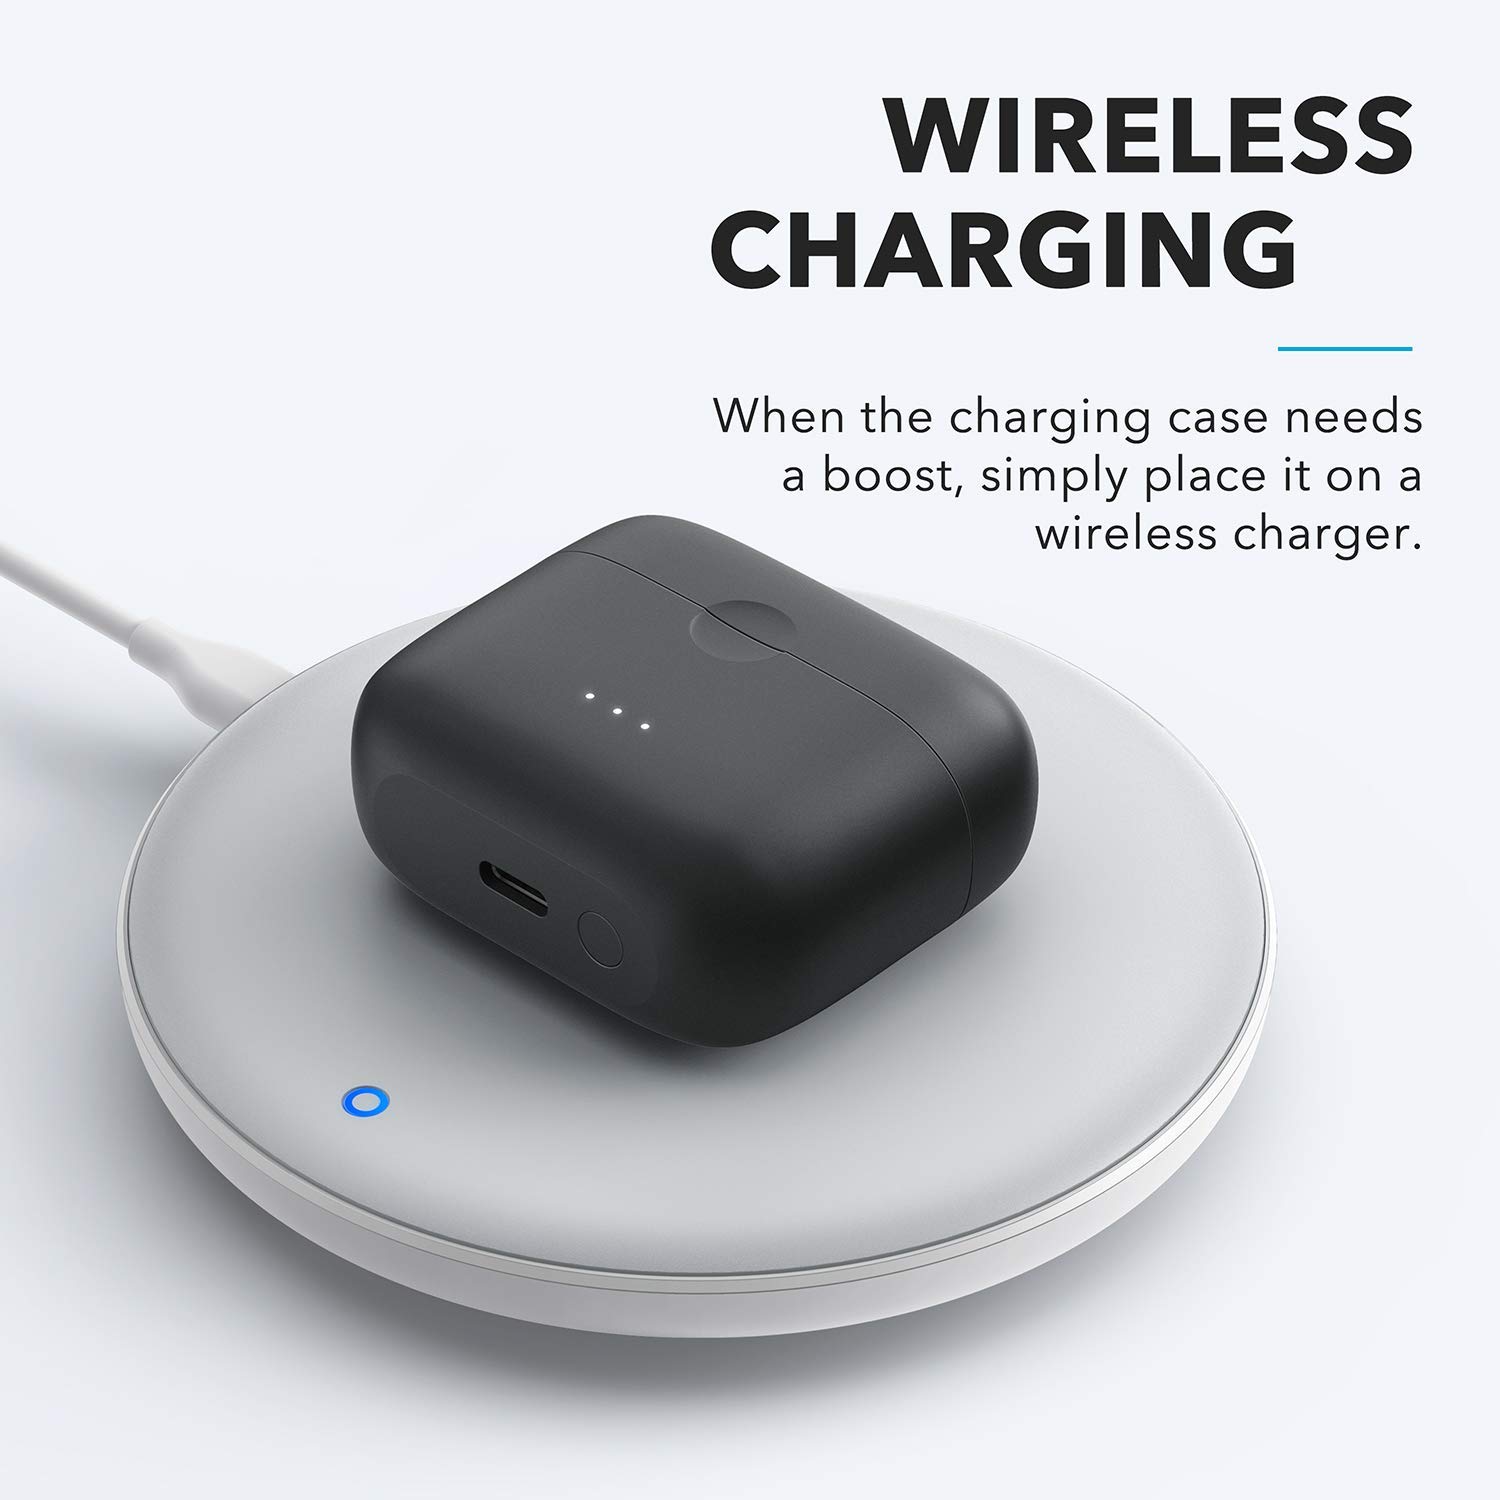 WIRELESS
CHARGING
When the charging case needs
a boost, simply place it on a
wireless charger.